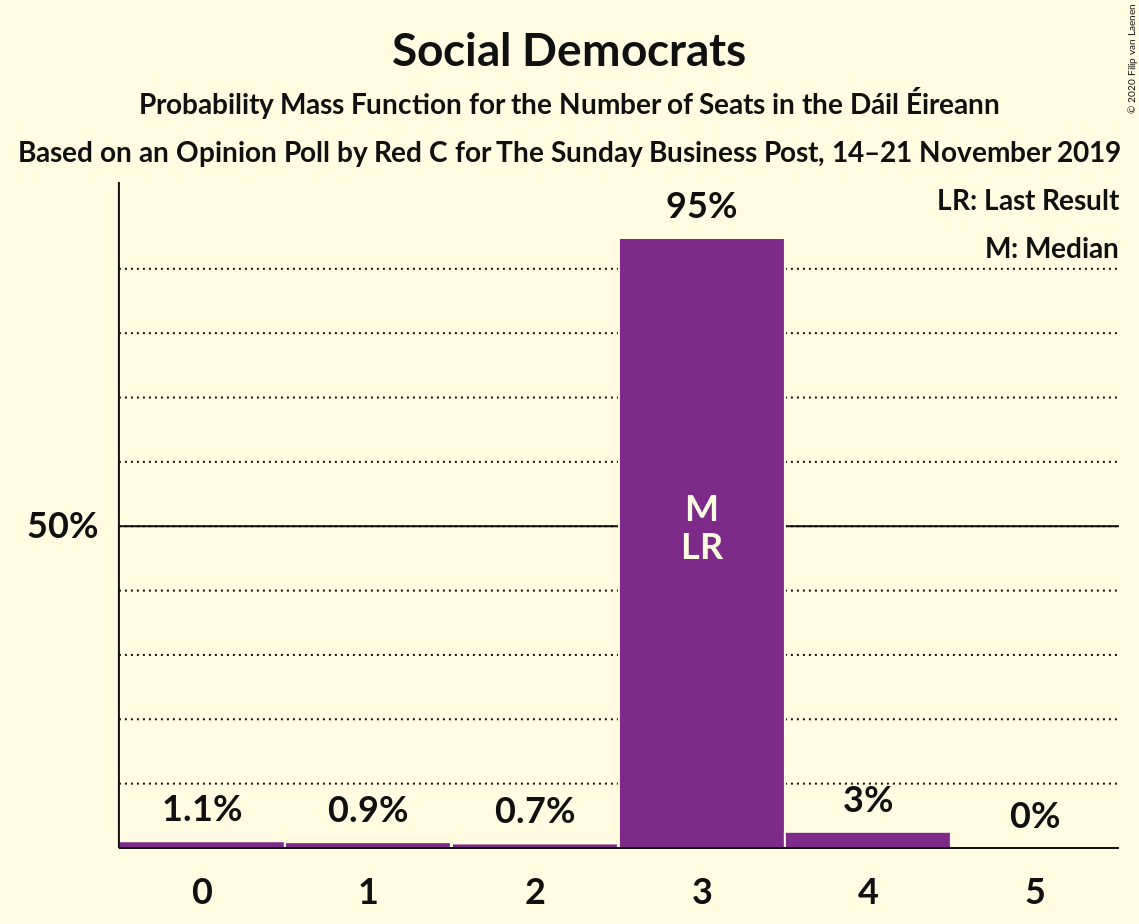 Social Democrats
Probability Mass Function for the Number of Seats in the Dáil Éireann
Based on an Opinion Poll by Red C for The Sunday Business Post, 14–21 November 2019
© 2020 Filip van Laenen
LR: Last Result
M: Median
95%
50%
M
LR
1.1%
0.9%
0.7%
3%
0%
0
1
2
3
4
5